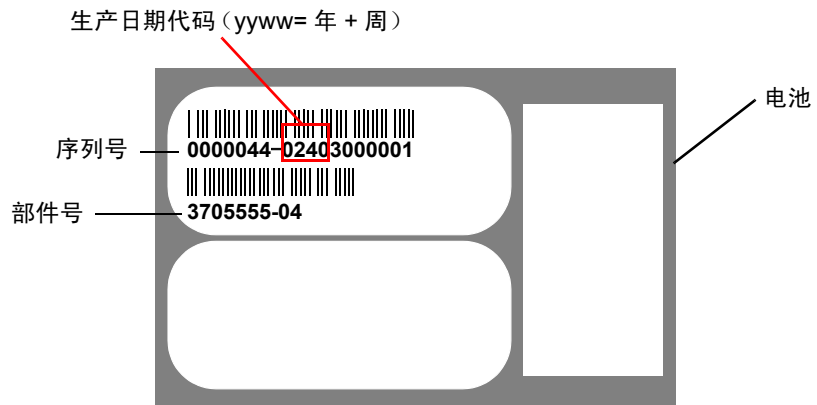 生产日期代码（yyww= 年 + 周）
电池
序列号
0000044-02403000001
部件号
3705555-04